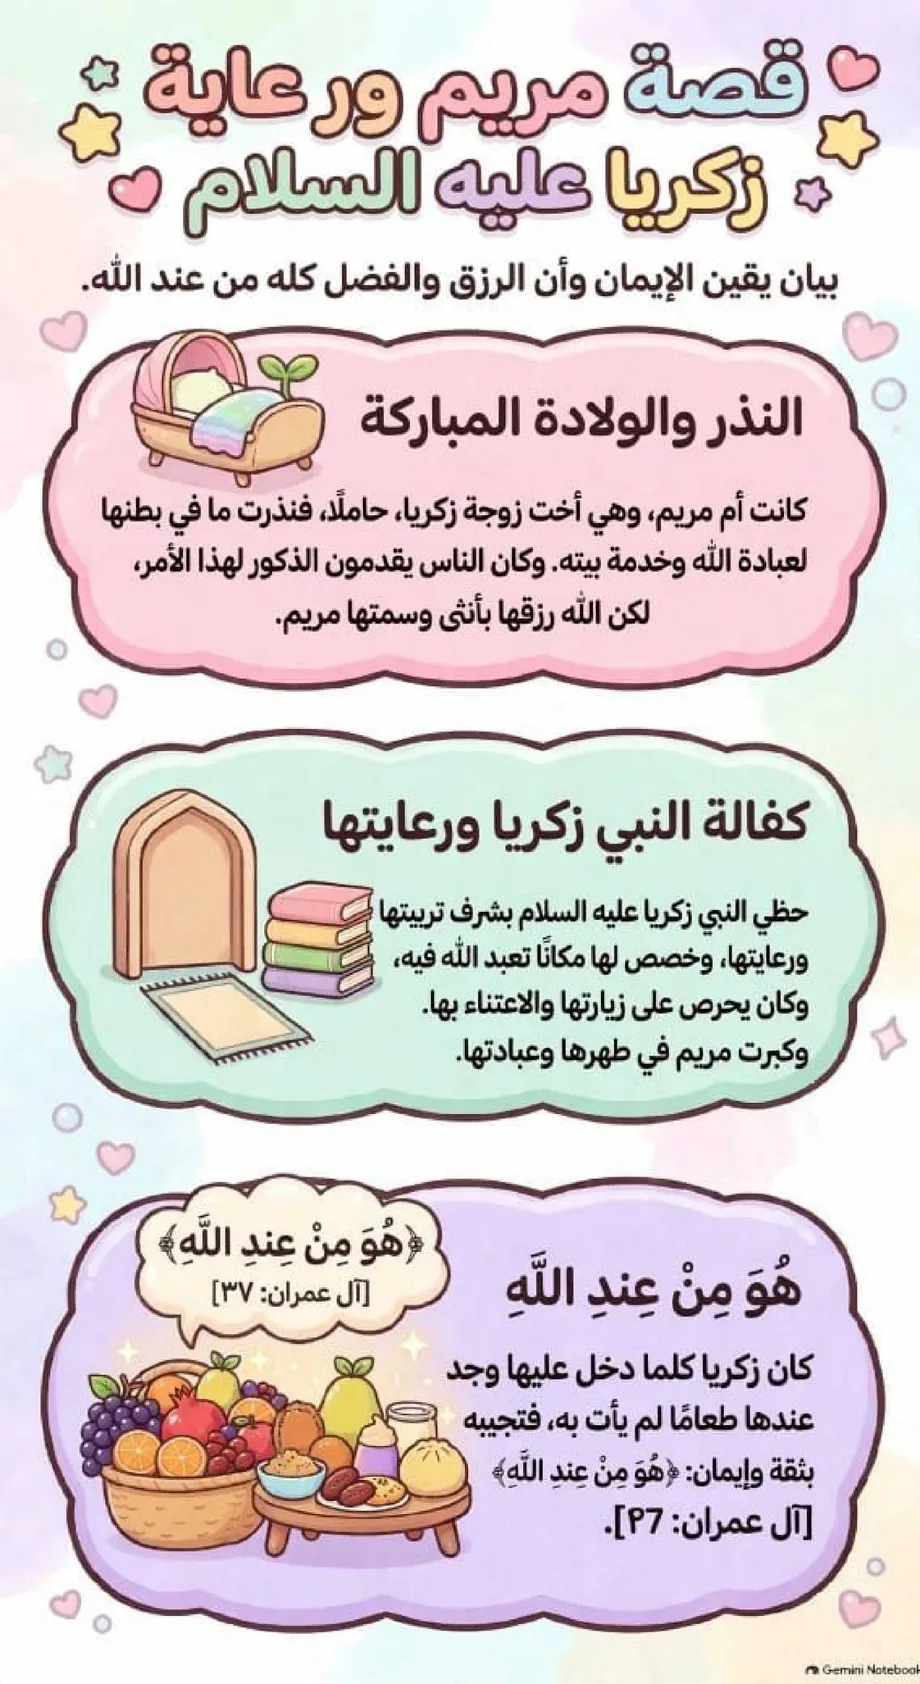 قصة مريم ورعاية
زكريا عليه السلام
بيان يقين الإيمان وأن الرزق والفضل كله من عند الله.
النذر والولادة المباركة
كانت أم مريم، وهي أخت زوجة زكريا، حاملًا، فنذرت ما في بطنها
لعبادة الله وخدمة بيته. وكان الناس يقدمون الذكور لهذا الأمر،
لكن الله رزقها بأنثى وسمتها مريم.
كفالة النبي زكريا ورعايتها
حظي النبي زكريا عليه السلام بشرف تربيتها
ورعايتها، وخصص لها مكانًا تعبد الله فيه،
وكان يحرص على زيارتها والاعتناء بها.
وكبرت مريم في طهرها وعبادتها.
﴿هُوَ مِنْ عِندِ اللَّهِ﴾
[آل عمران: ٣٧]
هُوَ مِنْ عِندِ اللَّهِ
كان زكريا كلما دخل عليها وجد
عندها طعامًا لم يأت به، فتجيبه
بثقة وإيمان: ﴿هُوَ مِنْ عِندِ اللَّهِ﴾
[آل عمران: ٩7].
Gemini Notebook